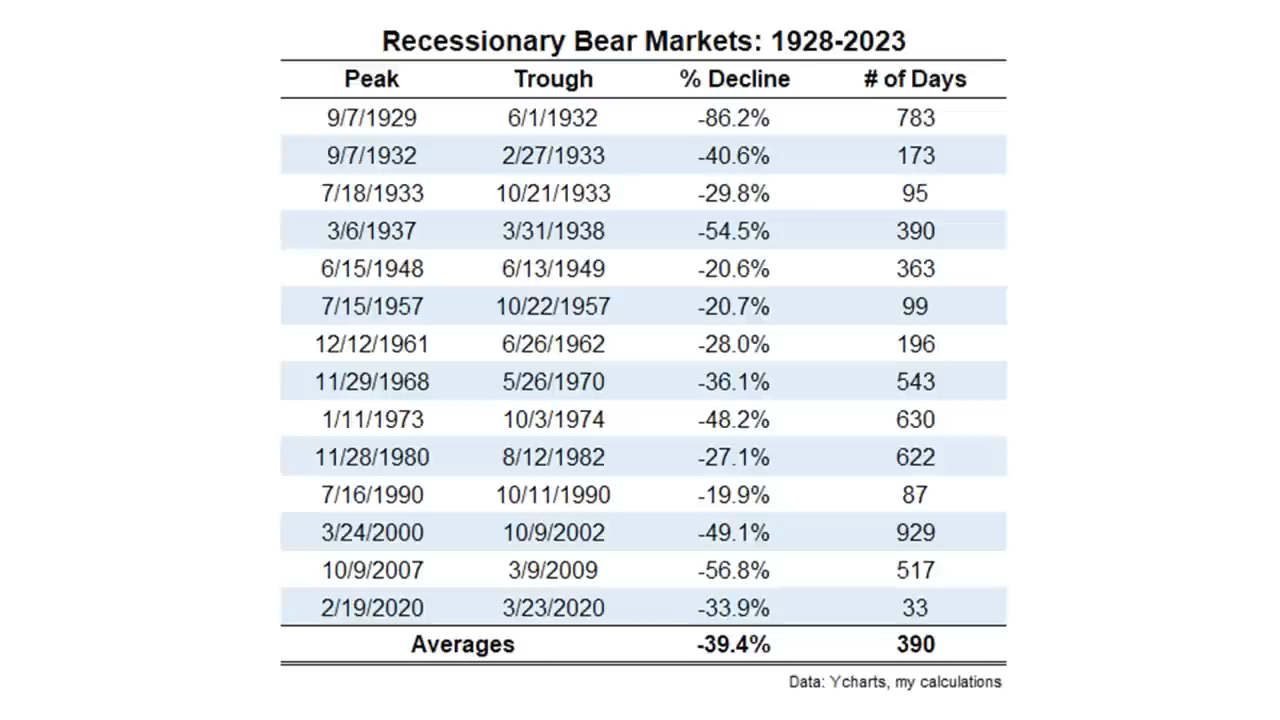 Recessionary Bear Markets: 1928-2023
Peak Trough % Decline # of Days
9/7/1929 6/1/1932 -86.2% 783
9/7/1932 2/27/1933 -40.6% 173
7/18/1933 10/21/1933 -29.8% 95
3/6/1937 3/31/1938 -54.5% 390
6/15/1948 6/13/1949 -20.6% 363
7/15/1957 10/22/1957 -20.7% 99
12/12/1961 6/26/1962 -28.0% 196
11/29/1968 5/26/1970 -36.1% 543
1/11/1973 10/3/1974 -48.2% 630
11/28/1980 8/12/1982 -27.1% 622
7/16/1990 10/11/1990 -19.9% 87
3/24/2000 10/9/2002 -49.1% 929
10/9/2007 3/9/2009 -56.8% 517
2/19/2020 3/23/2020 -33.9% 33
Averages -39.4% 390
Data: Ycharts, my calculations